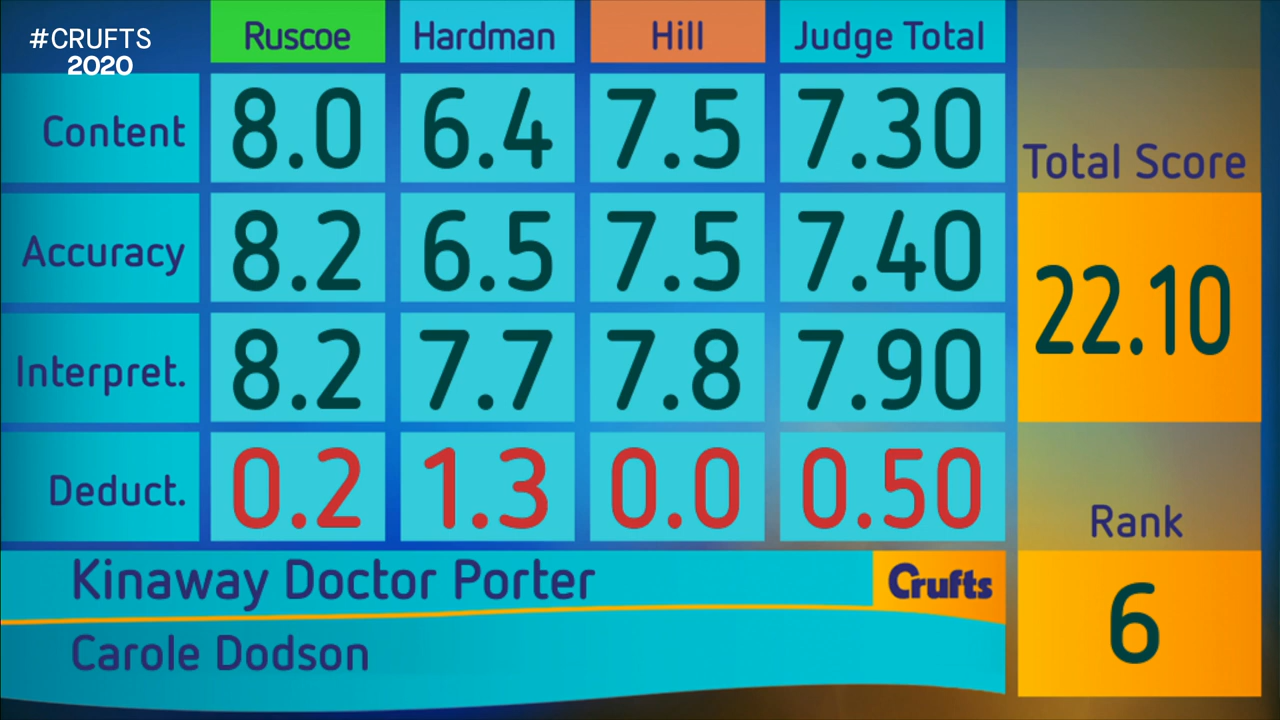 #CRUFTS
2020
Ruscoe Hardman Hill Judge Total
Content 8.0 6.4 7.5 7.30
Total Score
Accuracy 8.2 6.5 7.5 7.40
22.10
Interpret. 8.2 7.7 7.8 7.90
Deduct. 0.2 1.3 0.0 0.50
Rank
Kinaway Doctor Porter Crufts
6
Carole Dodson